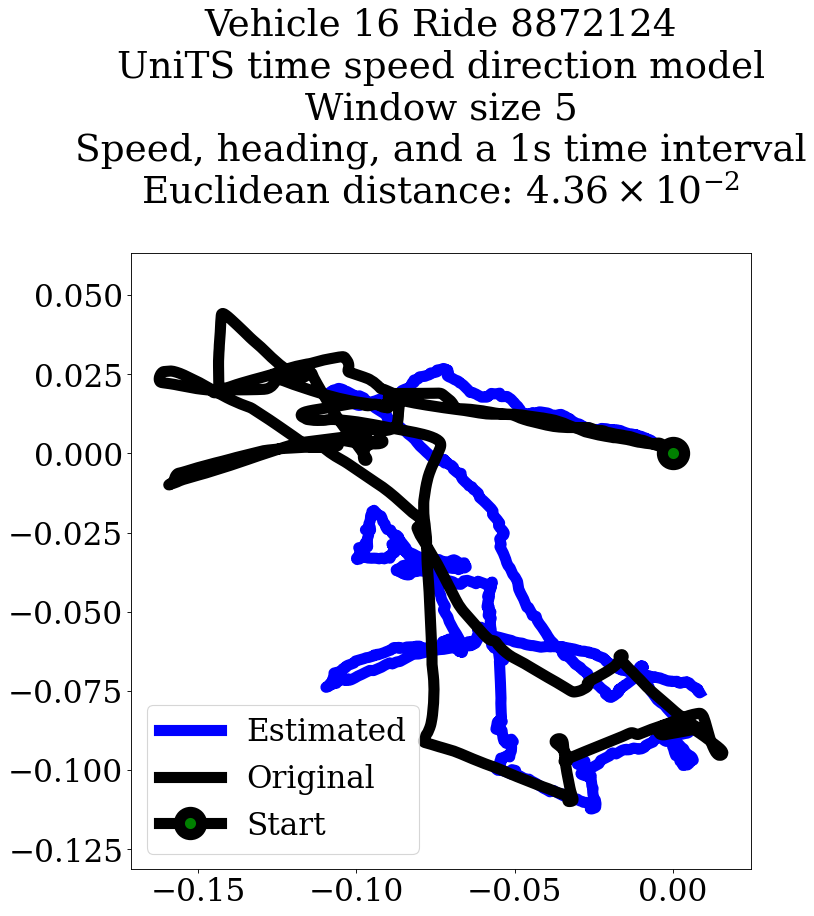 Vehicle 16 Ride 8872124
UniTS time speed direction model
Window size 5
Speed, heading, and a 1s time interval
Euclidean distance: 4.36 × 10⁻²
0.050
0.025
0.000
−0.025
−0.050
−0.075
−0.100
−0.125
Estimated
Original
Start
−0.15
−0.10
−0.05
0.00